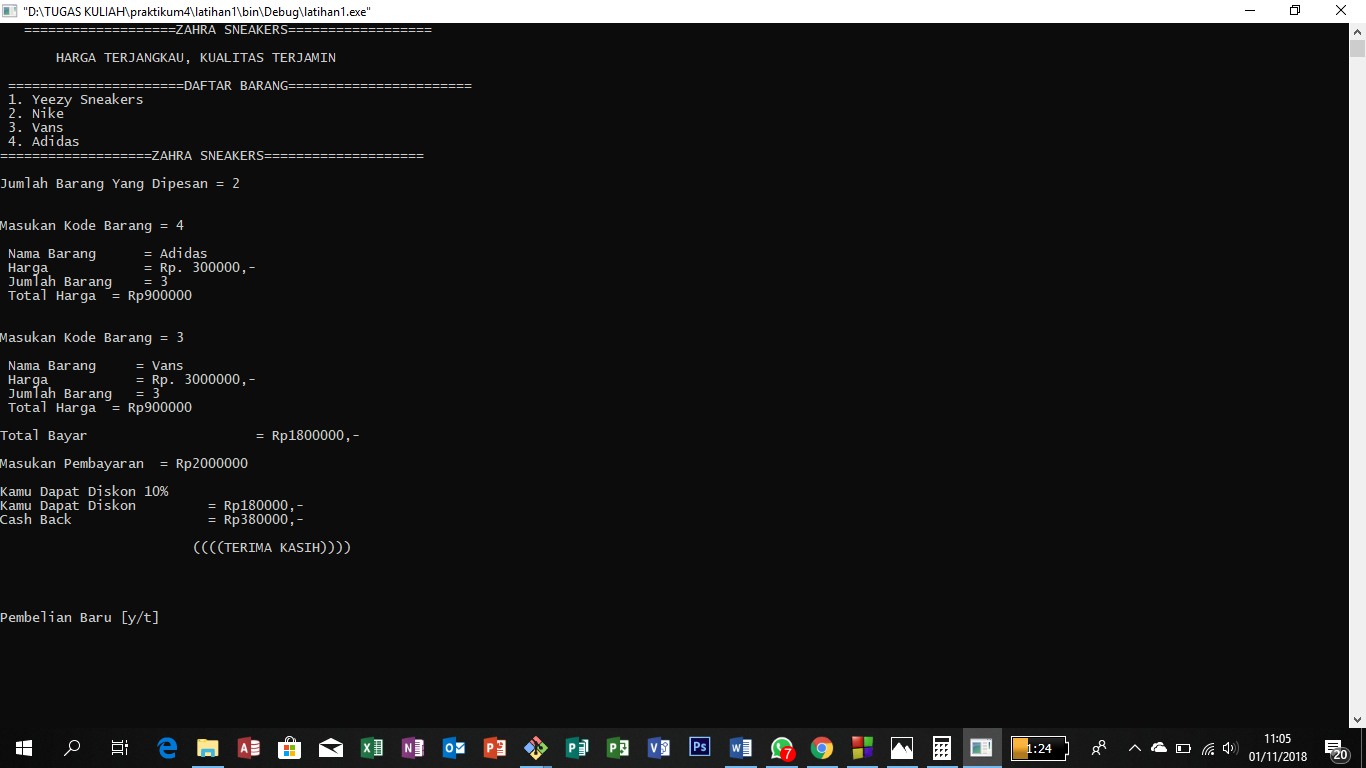 "D:\TUGAS KULIAH\praktikum4\latihan1\bin\Debug\latihan1.exe"
===================ZAHRA SNEAKERS==================
HARGA TERJANGKAU, KUALITAS TERJAMIN
======================DAFTAR BARANG=======================
1. Yeezy Sneakers
2. Nike
3. Vans
4. Adidas
===================ZAHRA SNEAKERS====================
Jumlah Barang Yang Dipesan = 2
Masukan Kode Barang = 4
Nama Barang      = Adidas
Harga            = Rp. 300000,-
Jumlah Barang    = 3
Total Harga  = Rp900000
Masukan Kode Barang = 3
Nama Barang     = Vans
Harga           = Rp. 3000000,-
Jumlah Barang   = 3
Total Harga  = Rp900000
Total Bayar                     = Rp1800000,-
Masukan Pembayaran  = Rp2000000
Kamu Dapat Diskon 10%
Kamu Dapat Diskon         = Rp180000,-
Cash Back                 = Rp380000,-
((((TERIMA KASIH))))
Pembelian Baru [y/t]
1:24
11:05
01/11/2018
20
7